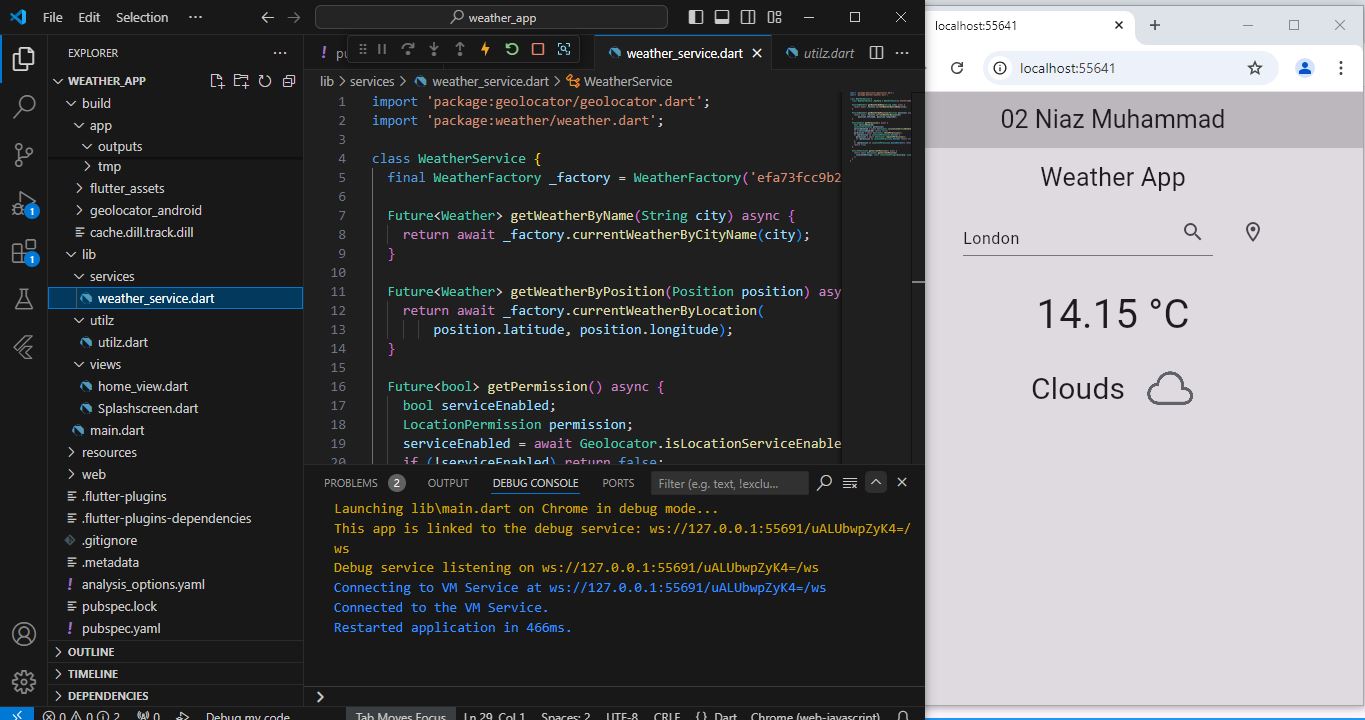 File Edit Selection ··· weather_app
EXPLORER ···
WEATHER_APP
build
app
outputs
tmp
flutter_assets
geolocator_android
cache.dill.track.dill
lib
services
weather_service.dart
utilz
utilz.dart
views
home_view.dart
Splashscreen.dart
main.dart
resources
web
.flutter-plugins
.flutter-plugins-dependencies
.gitignore
.metadata
! analysis_options.yaml
pubspec.lock
! pubspec.yaml
OUTLINE
TIMELINE
DEPENDENCIES
1
1
! pu weather_service.dart utilz.dart ···
lib > services > weather_service.dart > WeatherService
1 import 'package:geolocator/geolocator.dart';
2 import 'package:weather/weather.dart';
3
4 class WeatherService {
5 final WeatherFactory _factory = WeatherFactory('efa73fcc9b2
6
7 Future<Weather> getWeatherByName(String city) async {
8 return await _factory.currentWeatherByCityName(city);
9 }
10
11 Future<Weather> getWeatherByPosition(Position position) asy
12 return await _factory.currentWeatherByLocation(
13 position.latitude, position.longitude);
14 }
15
16 Future<bool> getPermission() async {
17 bool serviceEnabled;
18 LocationPermission permission;
19 serviceEnabled = await Geolocator.isLocationServiceEnable
20 if (!serviceEnabled) return false;
PROBLEMS 2 OUTPUT DEBUG CONSOLE PORTS Filter (e.g. text, !exclu...
Launching lib\main.dart on Chrome in debug mode...
This app is linked to the debug service: ws://127.0.0.1:55691/uALUbwpZyK4=/
ws
Debug service listening on ws://127.0.0.1:55691/uALUbwpZyK4=/ws
Connecting to VM Service at ws://127.0.0.1:55691/uALUbwpZyK4=/ws
Connected to the VM Service.
Restarted application in 466ms.
>
0 0 2 0 Debug my code Tab Moves Focus Ln 29, Col 1 Spaces: 2 UTF-8 CRLF {} Dart Chrome (web-javascript)
localhost:55641
localhost:55641
02 Niaz Muhammad
Weather App
London
14.15 °C
Clouds